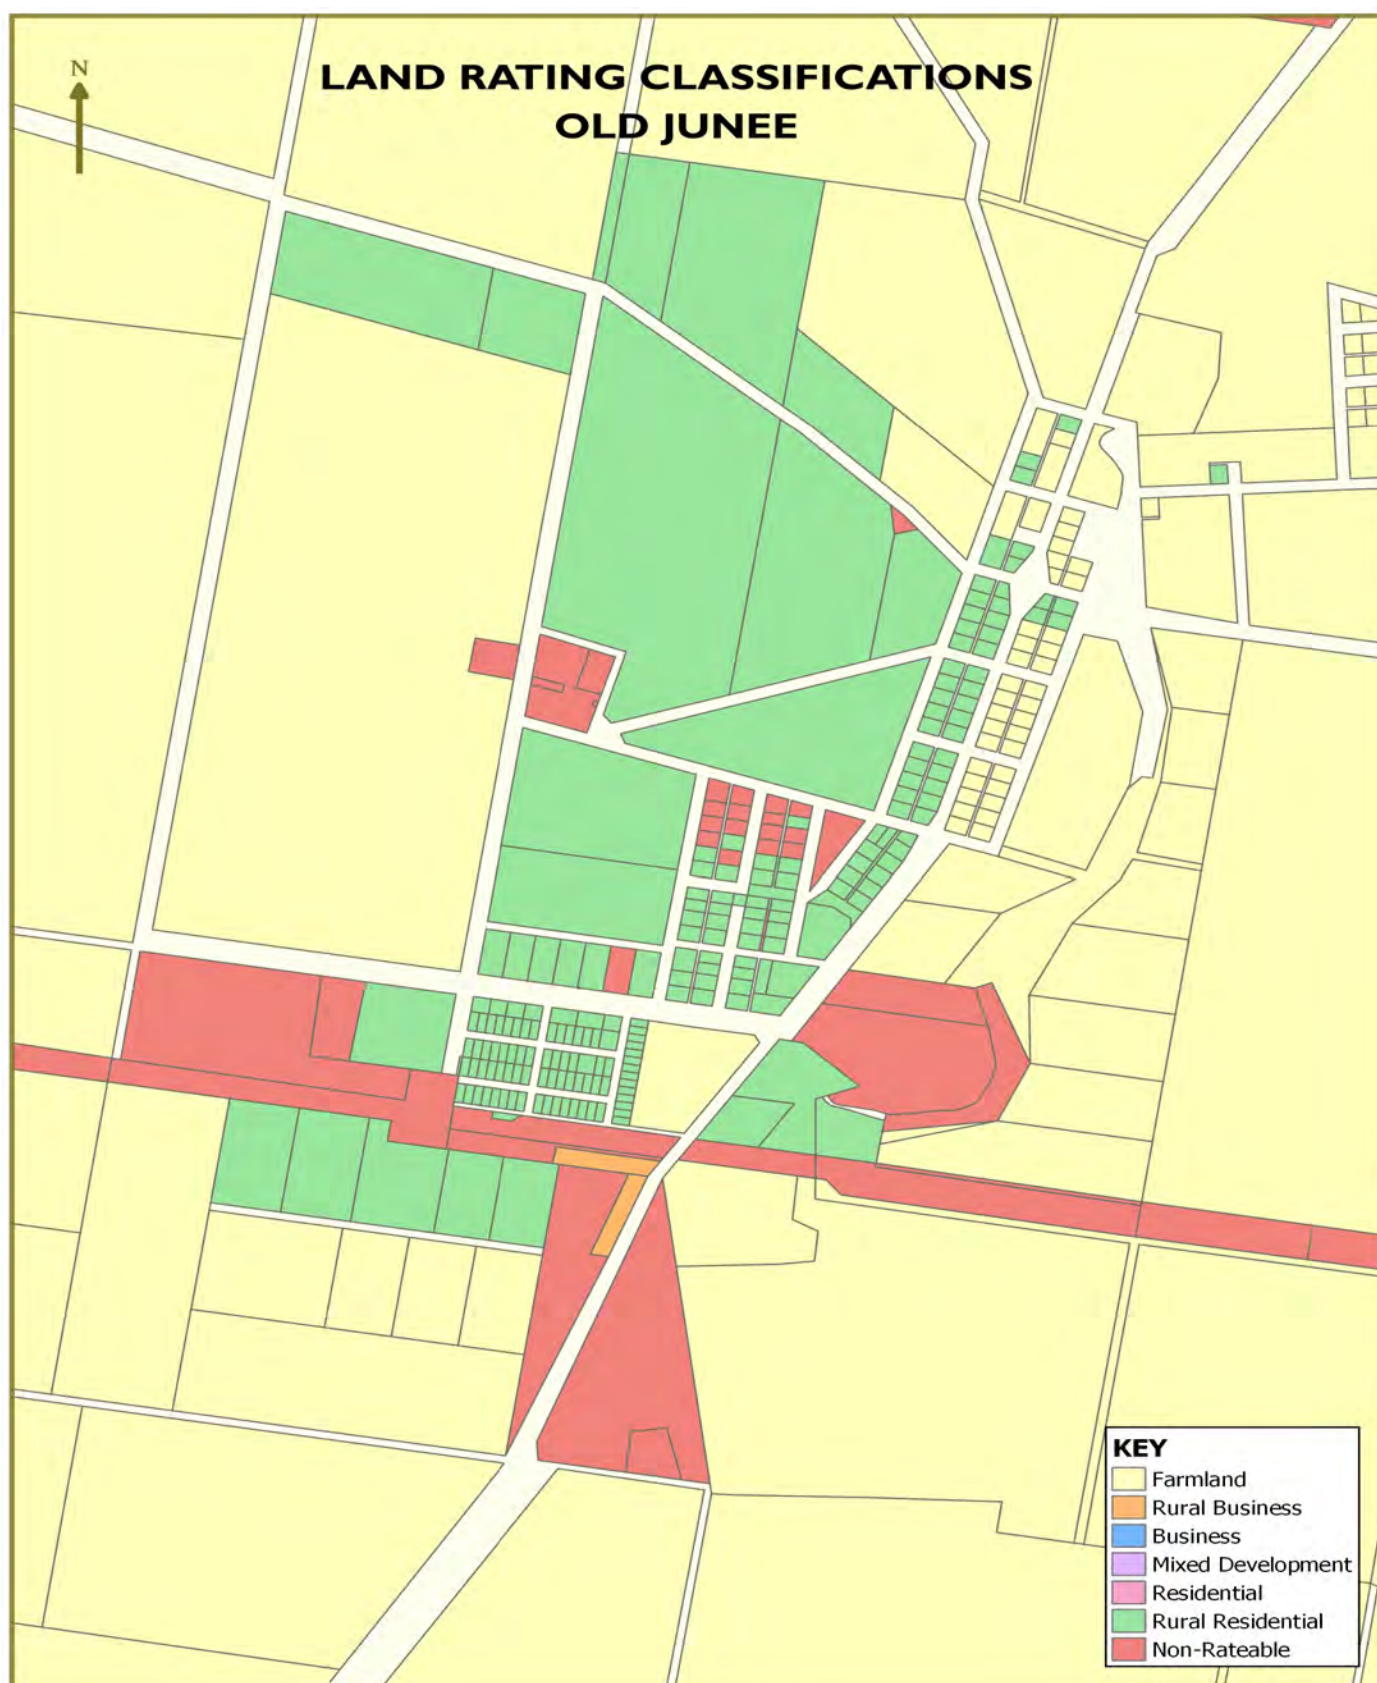 N
LAND RATING CLASSIFICATIONS
OLD JUNEE
KEY
Farmland
Rural Business
Business
Mixed Development
Residential
Rural Residential
Non-Rateable